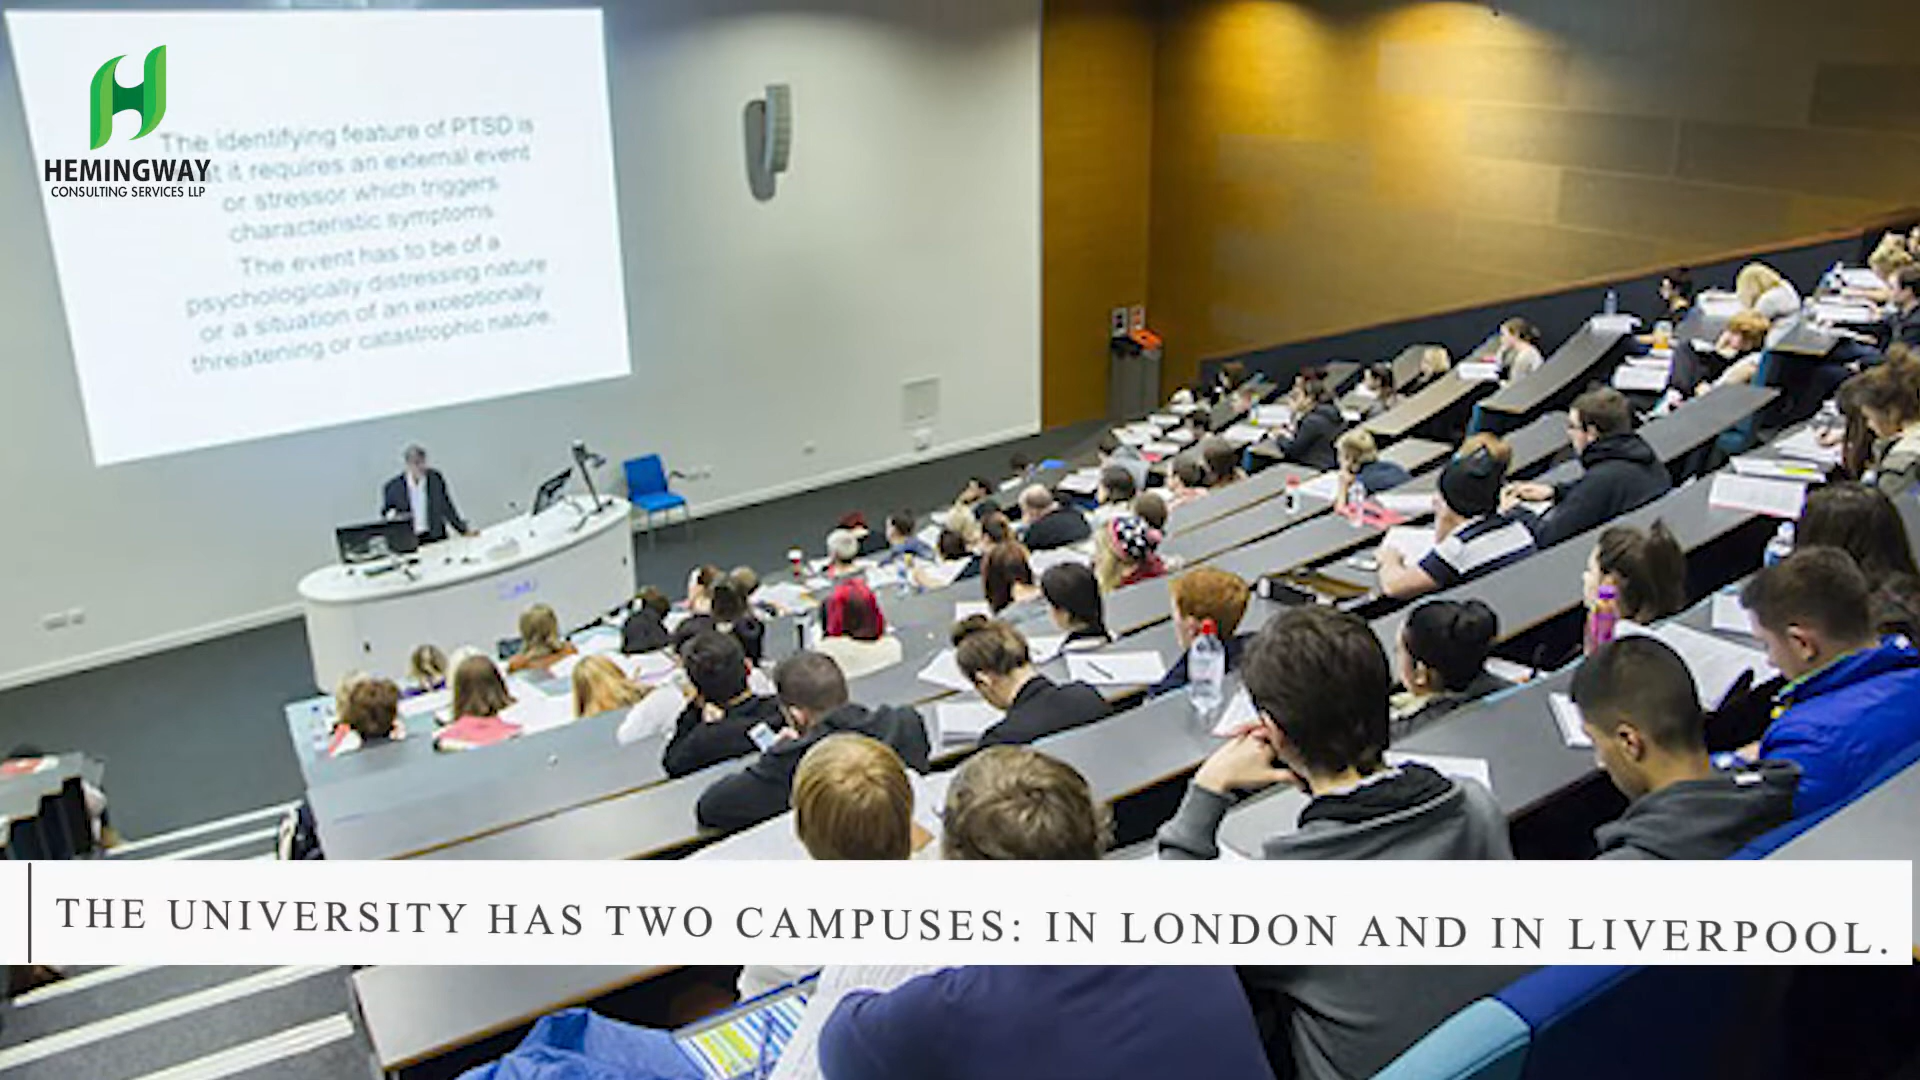 HEMINGWAY
CONSULTING SERVICES LLP
The identifying feature of PTSD is
it requires an external event
or stressor which triggers
characteristic symptoms.
The event has to be of a
psychologically distressing nature
or a situation of an exceptionally
threatening or catastrophic nature.
THE UNIVERSITY HAS TWO CAMPUSES: IN LONDON AND IN LIVERPOOL.